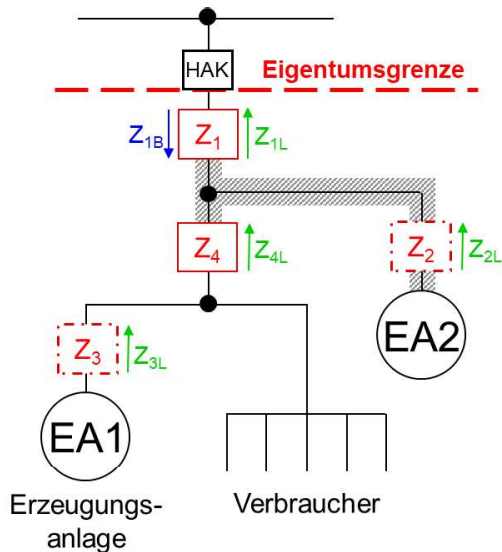 HAK
Eigentumsgrenze
Z1B
Z1
Z1L
Z4
Z4L
Z2
Z2L
Z3
Z3L
EA2
EA1
Erzeugungs-
anlage
Verbraucher